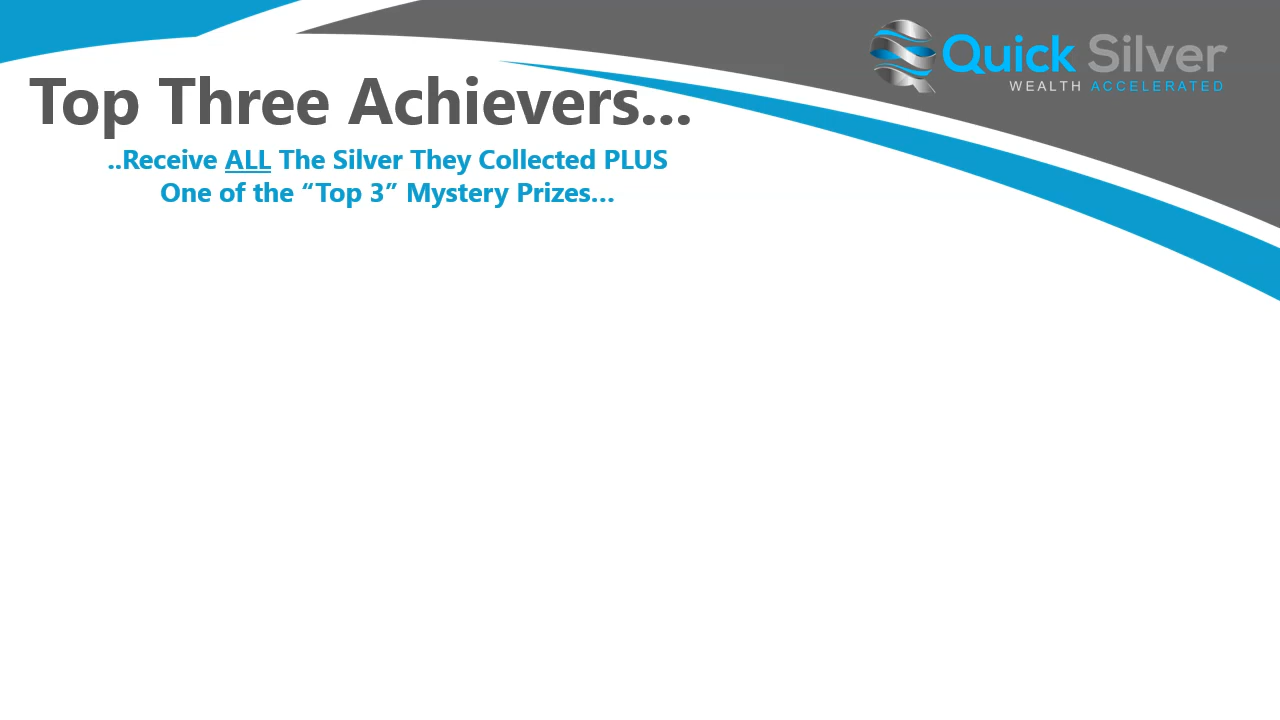 Quick Silver
WEALTH ACCELERATED
Top Three Achievers...
..Receive ALL The Silver They Collected PLUS
One of the “Top 3” Mystery Prizes...